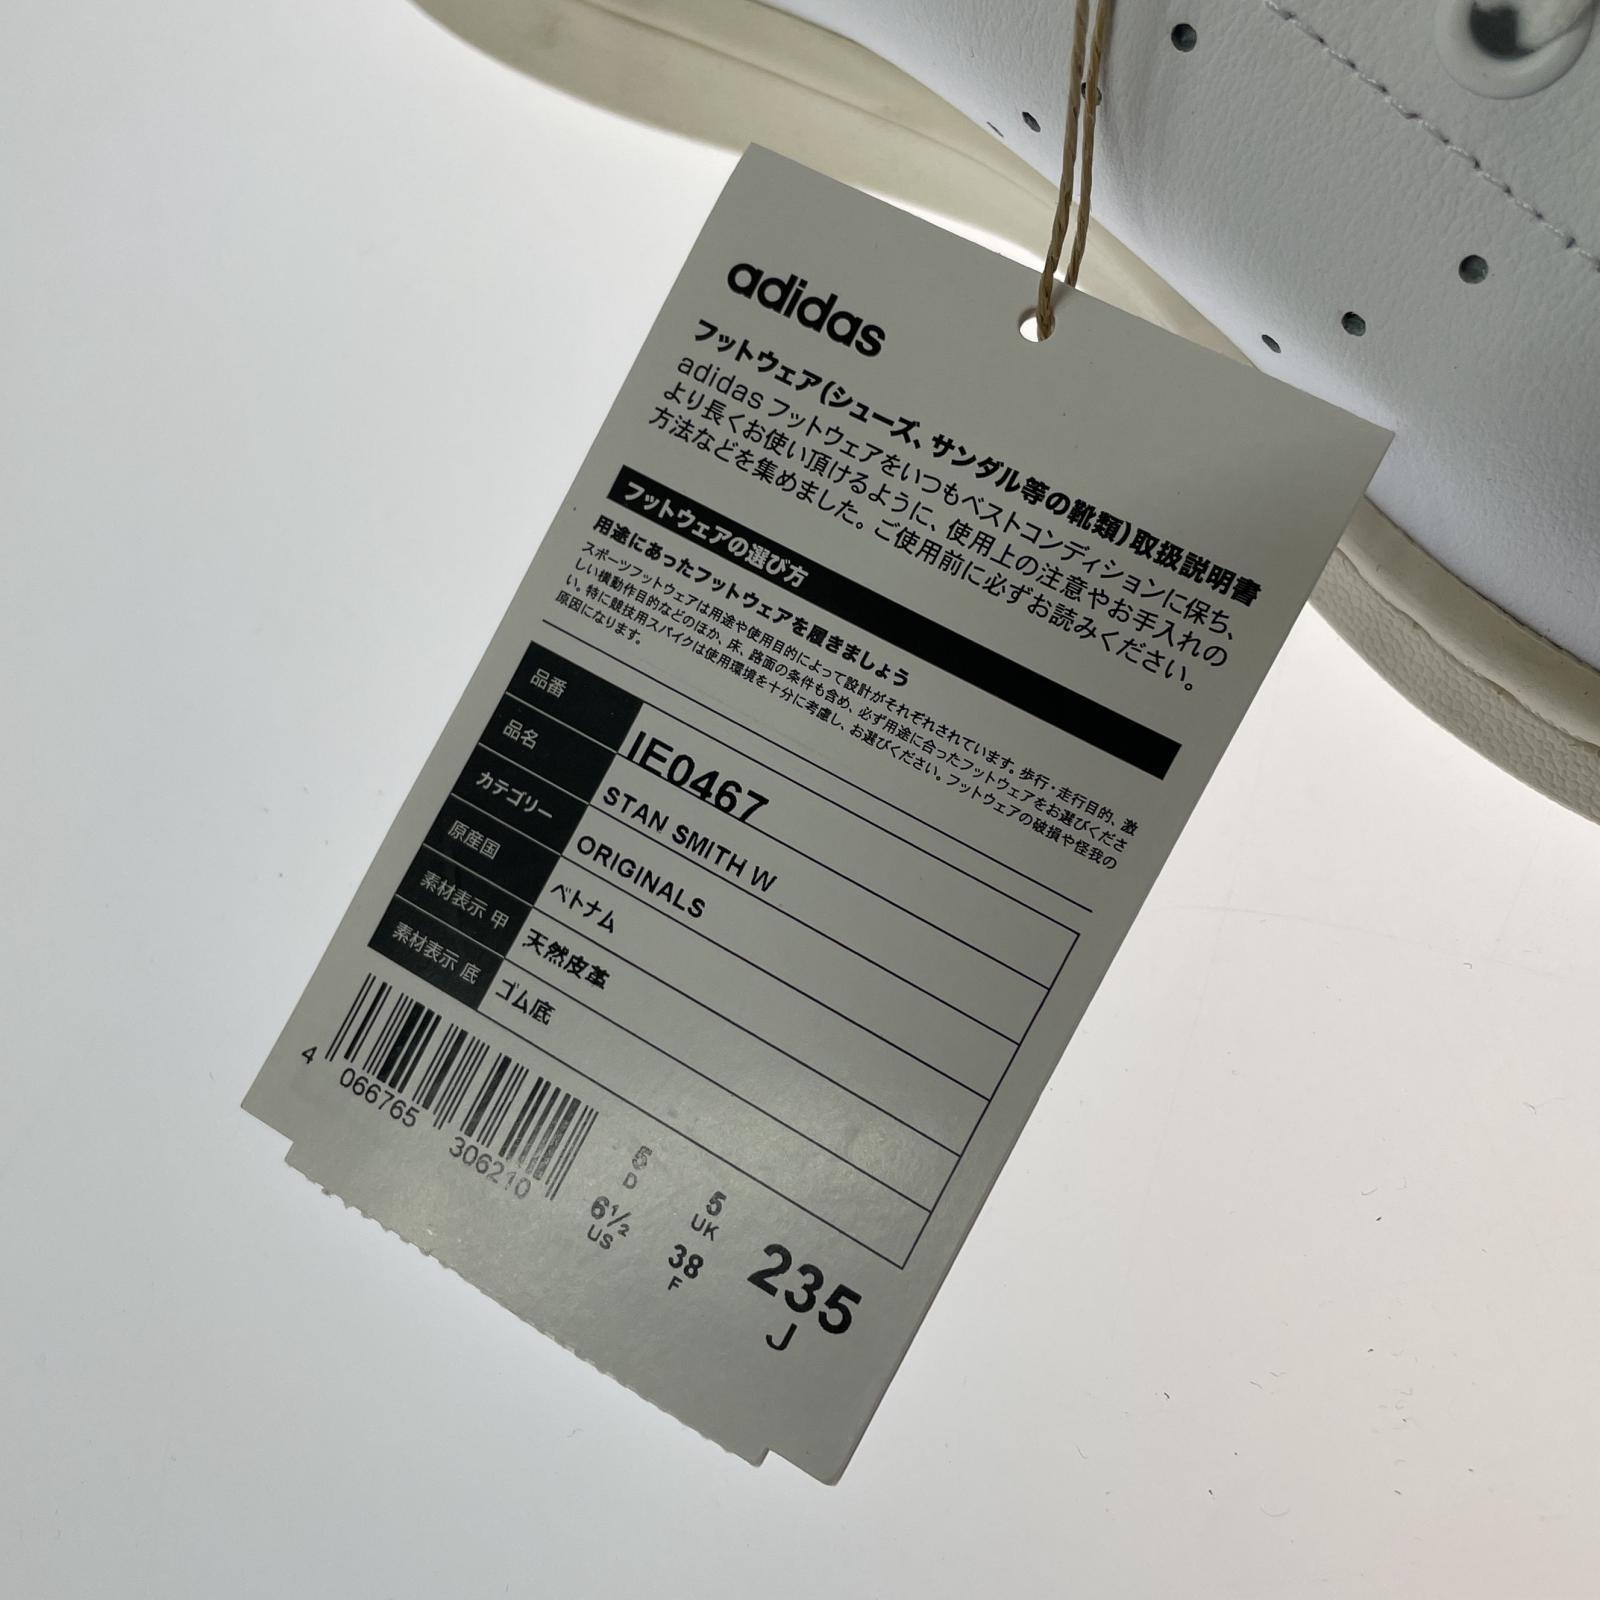 adidas
フットウェア(シューズ、サンダル等の靴類)取扱説明書
adidas フットウェアをいつもベストコンディションに保ち、
より長くお使い頂けるように、使用上の注意やお手入れの
方法などを集めました。ご使用前に必ずお読みください。
フットウェアの選び方
用途にあったフットウェアを履きましょう
スポーツフットウェアは用途や使用目的によって設計がそれぞれされています。歩行・走行目的、激
しい横動作目的などのほか、床、路面の条件も含め、必ず用途に合ったフットウェアをお選びくださ
い。特に競技用スパイクは使用環境を十分に考慮し、お選びください。フットウェアの破損や怪我の
原因になります。
品番 IE0467
品名 STAN SMITH W
カテゴリー ORIGINALS
原産国 ベトナム
素材表示 甲 天然皮革
素材表示 底 ゴム底
4 066765 306210
5 D
5 UK
6½ US
38 F
235 J